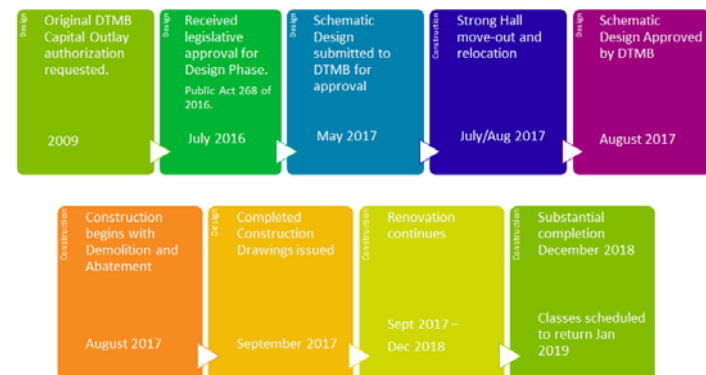 Design
Original DTMB
Capital Outlay
authorization
requested.
2009
Design
Received
legislative
approval for
Design Phase.
Public Act 268 of
2016.
July 2016
Design
Schematic
Design
submitted to
DTMB for
approval
May 2017
Construction
Strong Hall
move-out and
relocation
July/Aug 2017
Design
Schematic
Design Approved
by DTMB
August 2017
Construction
Construction
begins with
Demolition and
Abatement
August 2017
Design
Completed
Construction
Drawings issued
September 2017
Construction
Renovation
continues
Sept 2017 –
Dec 2018
Construction
Substantial
completion
December 2018
Classes scheduled
to return Jan
2019